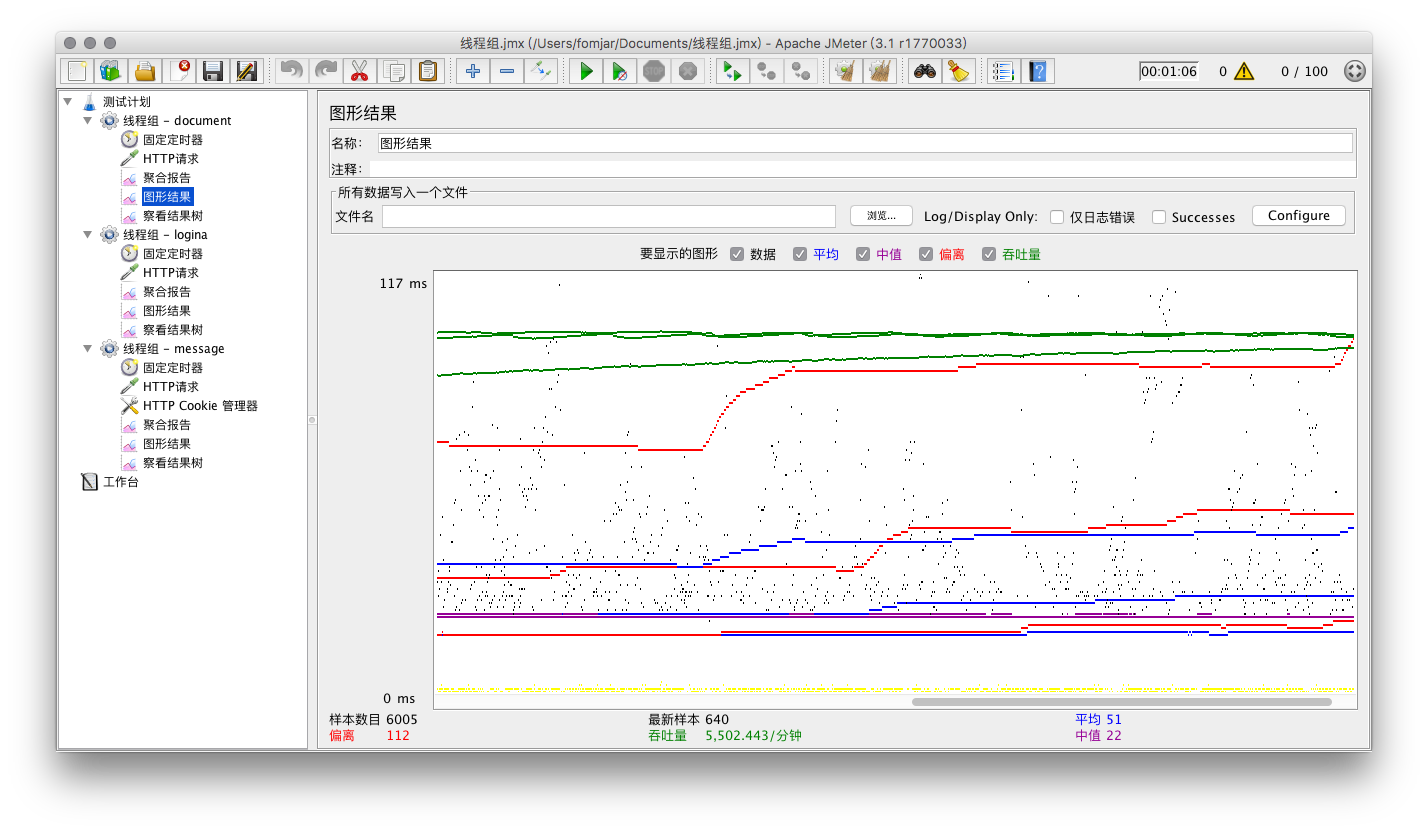 线程组.jmx (/Users/fomjar/Documents/线程组.jmx) - Apache JMeter (3.1 r1770033)
STOP 00:01:06 0 0 / 100
测试计划
线程组 - document
固定定时器
HTTP请求
聚合报告
图形结果
察看结果树
线程组 - logina
固定定时器
HTTP请求
聚合报告
图形结果
察看结果树
线程组 - message
固定定时器
HTTP请求
HTTP Cookie 管理器
聚合报告
图形结果
察看结果树
工作台
图形结果
名称： 图形结果
注释：
所有数据写入一个文件
文件名 浏览... Log/Display Only: 仅日志错误 Successes Configure
要显示的图形 数据 平均 中值 偏离 吞吐量
117 ms
0 ms
样本数目 6005 最新样本 640 平均 51
偏离 112 吞吐量 5,502.443/分钟 中值 22